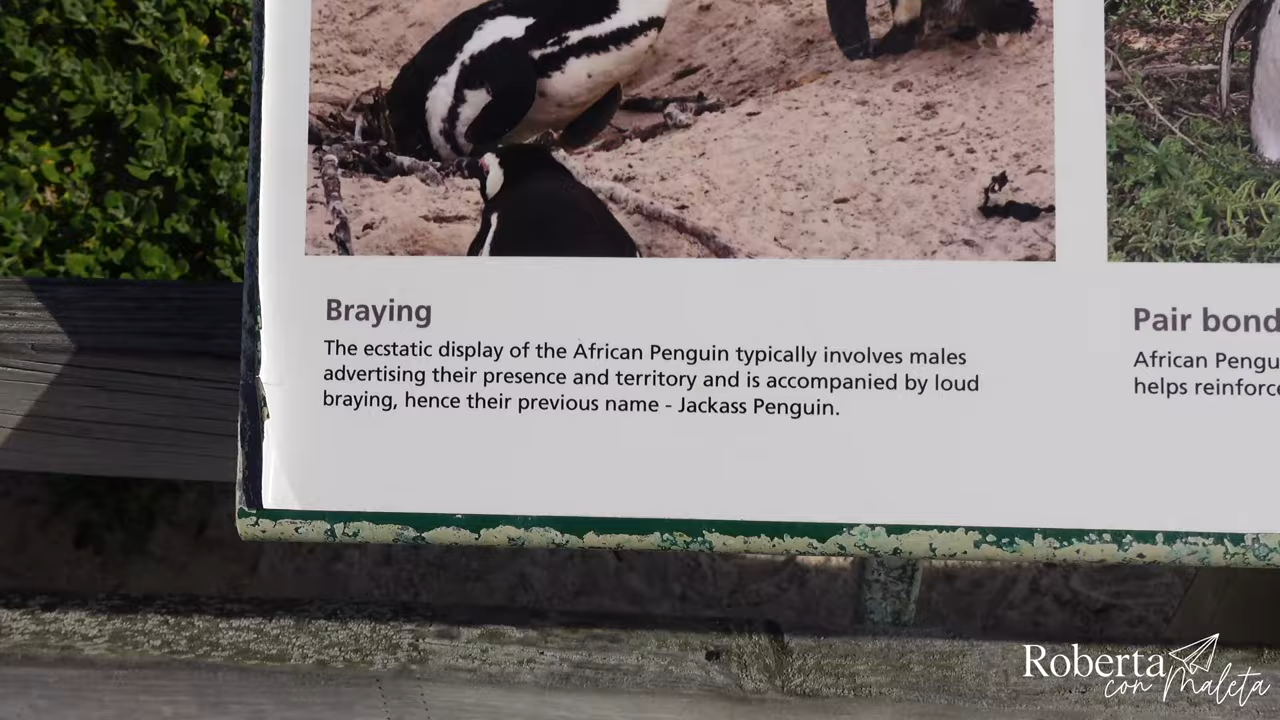 Braying
The ecstatic display of the African Penguin typically involves males
advertising their presence and territory and is accompanied by loud
braying, hence their previous name - Jackass Penguin.
Pair bond
African Pengu
helps reinforce
Roberta
con Maleta